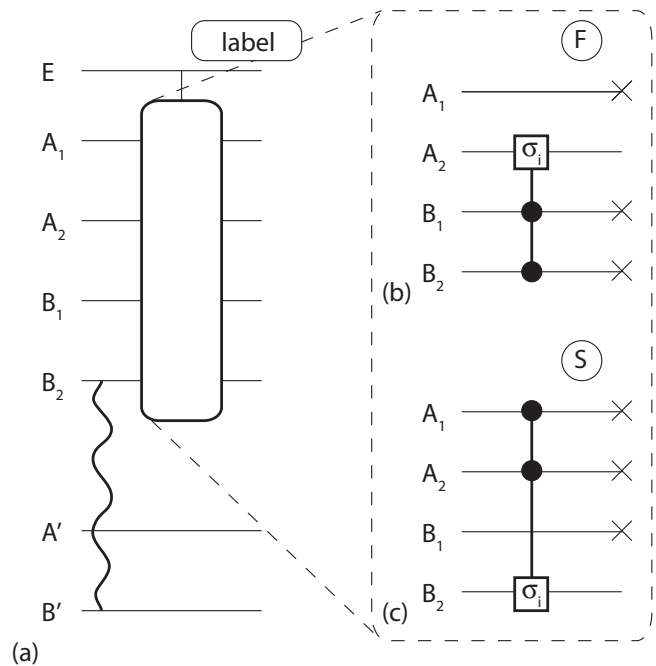 label
E
A₁
A₂
B₁
B₂
A'
B'
(a)
F
A₁
A₂ σᵢ
B₁
B₂
(b)
S
A₁
A₂
B₁
B₂ σᵢ
(c)